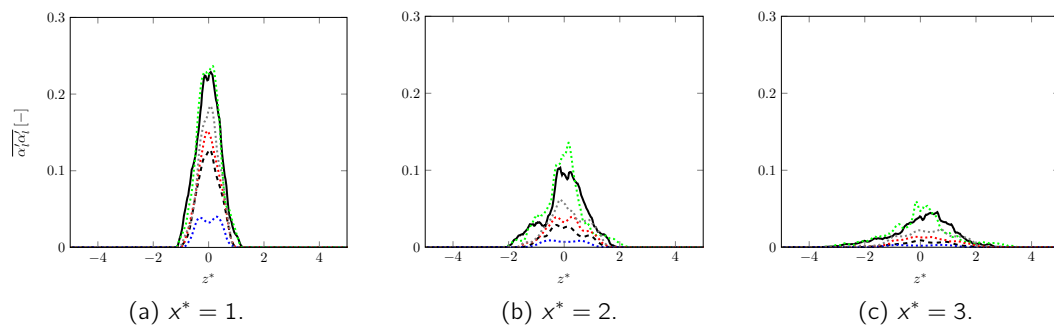 0.3
0.2
0.1
0
α′ₗα′ₗ [−]
−4 −2 0 2 4
z*
(a) x* = 1.
0.3
0.2
0.1
0
−4 −2 0 2 4
z*
(b) x* = 2.
0.3
0.2
0.1
0
−4 −2 0 2 4
z*
(c) x* = 3.